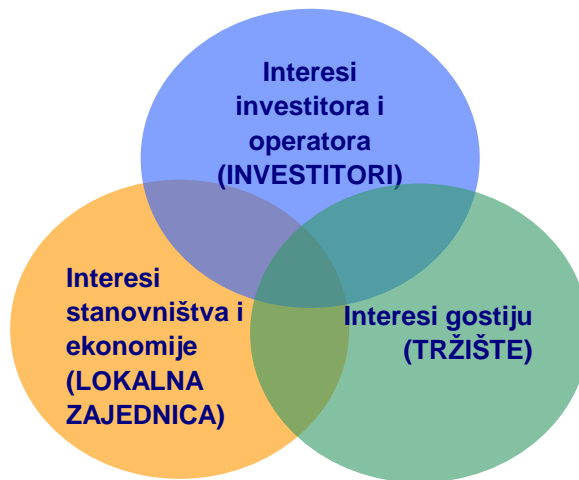 Interesi
investitora i
operatora
(INVESTITORI)
Interesi
stanovništva i
ekonomije
(LOKALNA
ZAJEDNICA)
Interesi gostiju
(TRŽIŠTE)